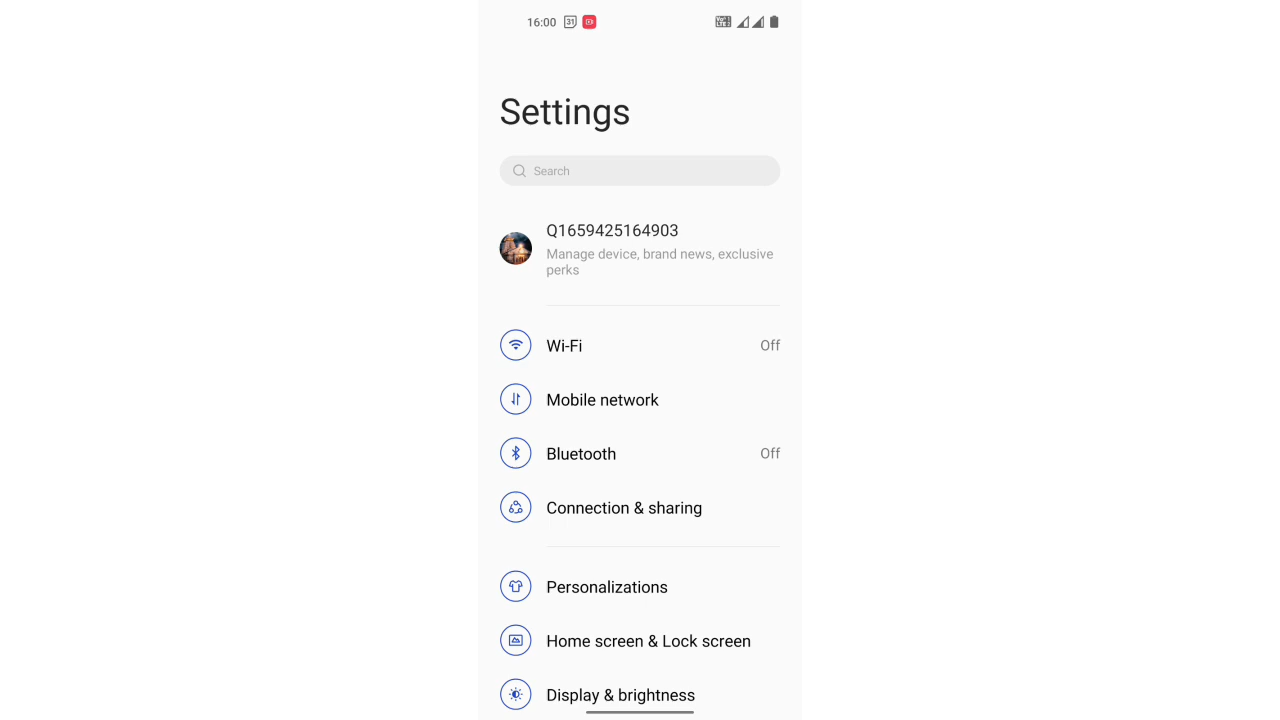 16:00 31
Settings
Search
Q1659425164903
Manage device, brand news, exclusive
perks
Wi-Fi Off
Mobile network
Bluetooth Off
Connection & sharing
Personalizations
Home screen & Lock screen
Display & brightness